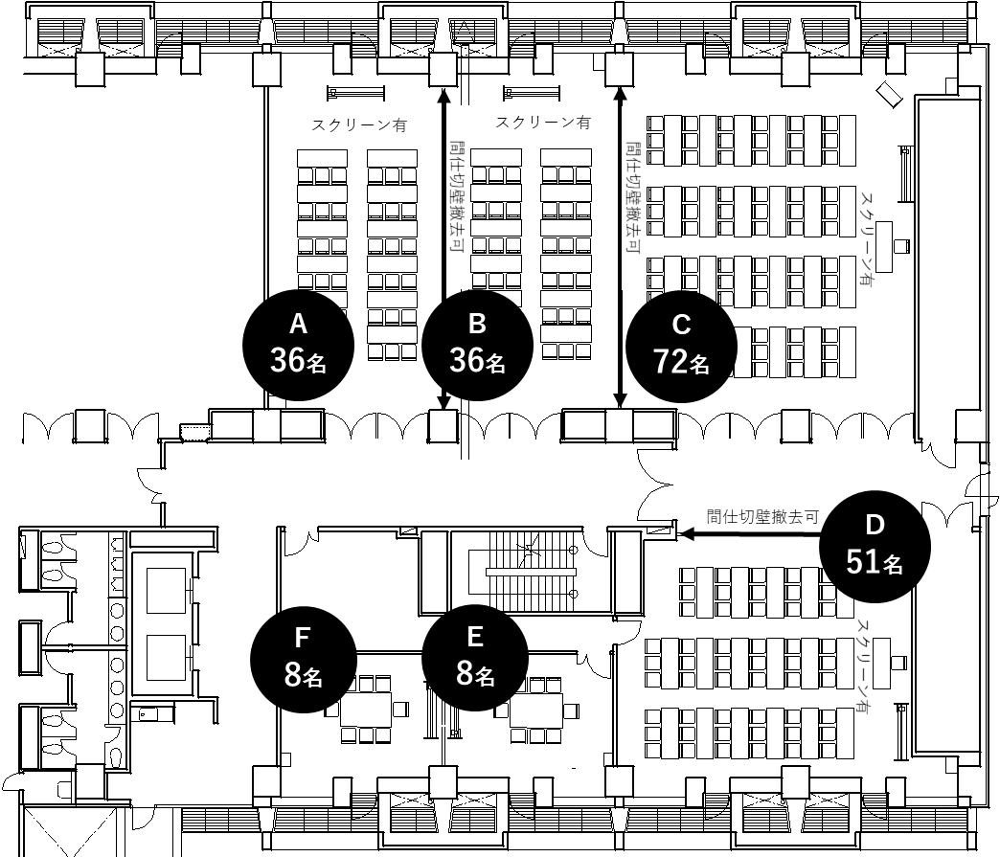 スクリーン有
スクリーン有
間仕切壁撤去可
間仕切壁撤去可
スクリーン有
A
36名
B
36名
C
72名
間仕切壁撤去可
D
51名
スクリーン有
F
8名
E
8名